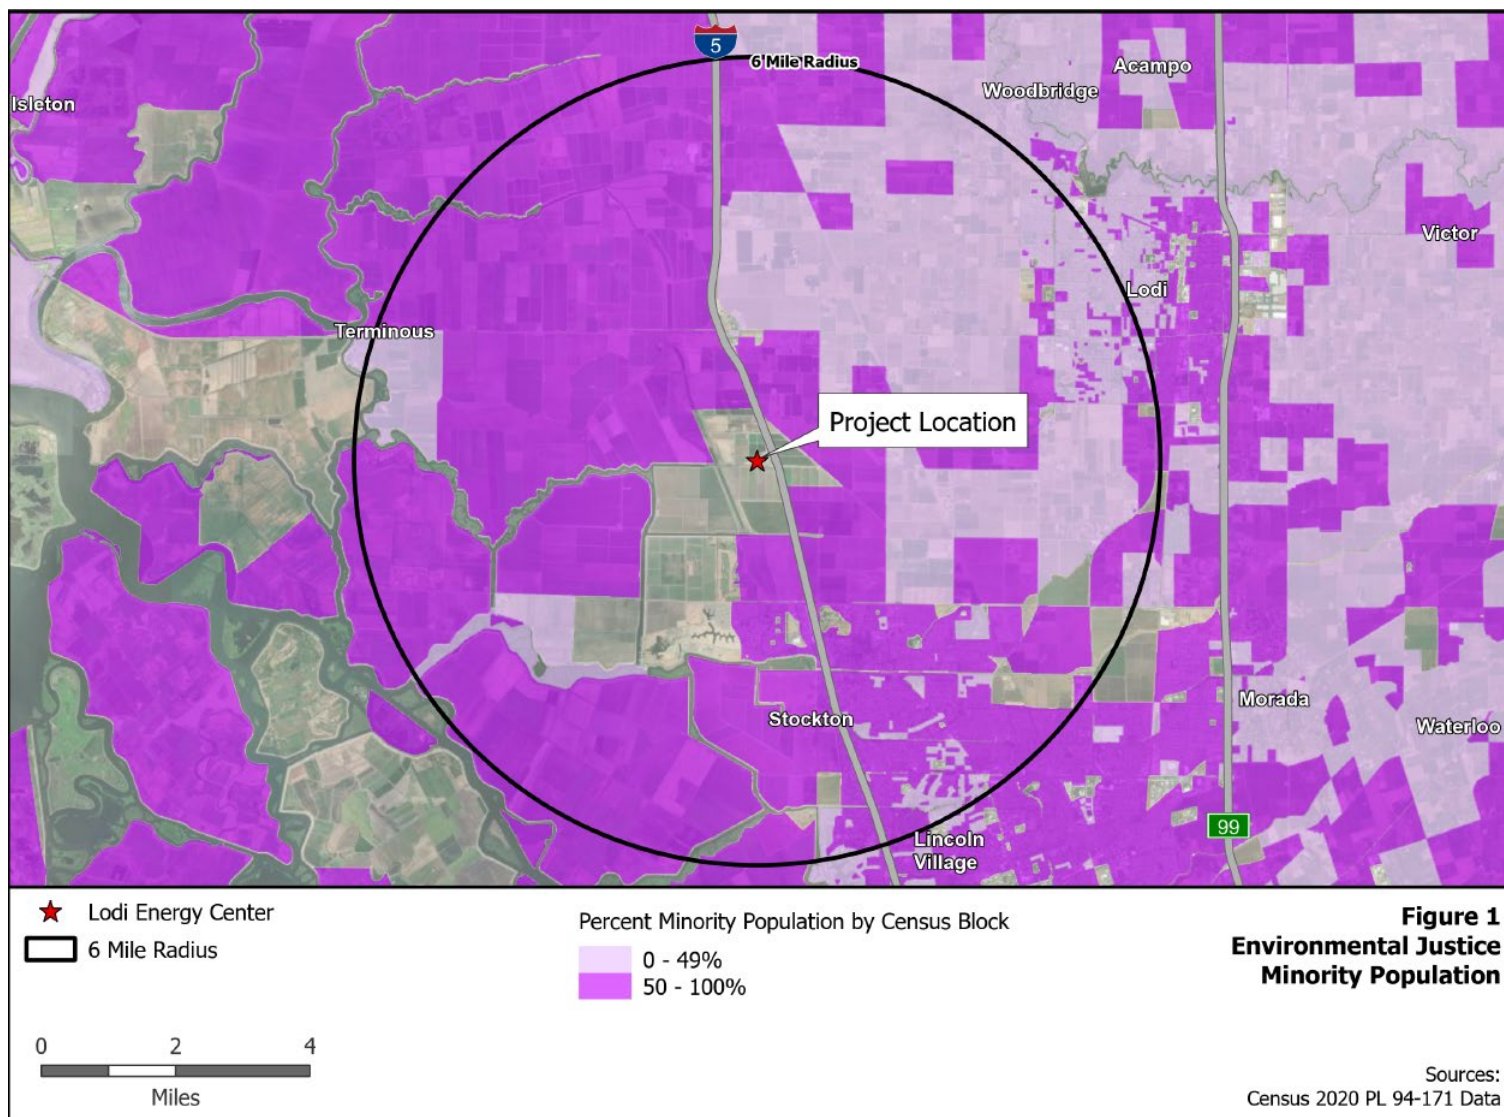 5
6 Mile Radius
Acampo
Woodbridge
Isleton
Victor
Lodi
Terminous
Project Location
Stockton
Morada
Waterloo
99
Lincoln
Village
Lodi Energy Center
6 Mile Radius
Percent Minority Population by Census Block
0 - 49%
50 - 100%
Figure 1
Environmental Justice
Minority Population
0 2 4
Miles
Sources:
Census 2020 PL 94-171 Data